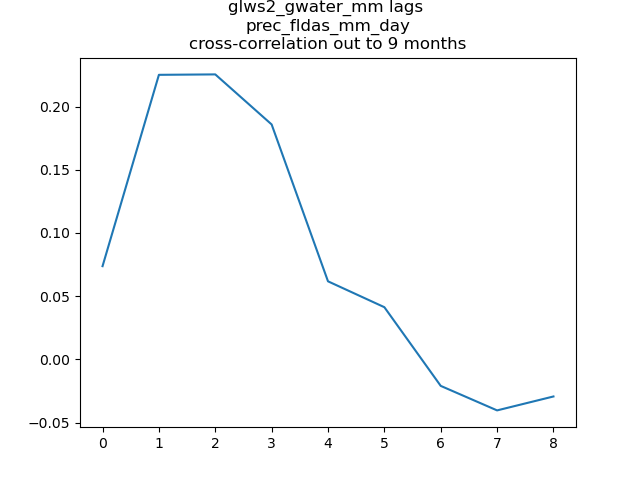 glws2_gwater_mm lags
prec_fldas_mm_day
cross-correlation out to 9 months
0.20
0.15
0.10
0.05
0.00
−0.05
0 1 2 3 4 5 6 7 8